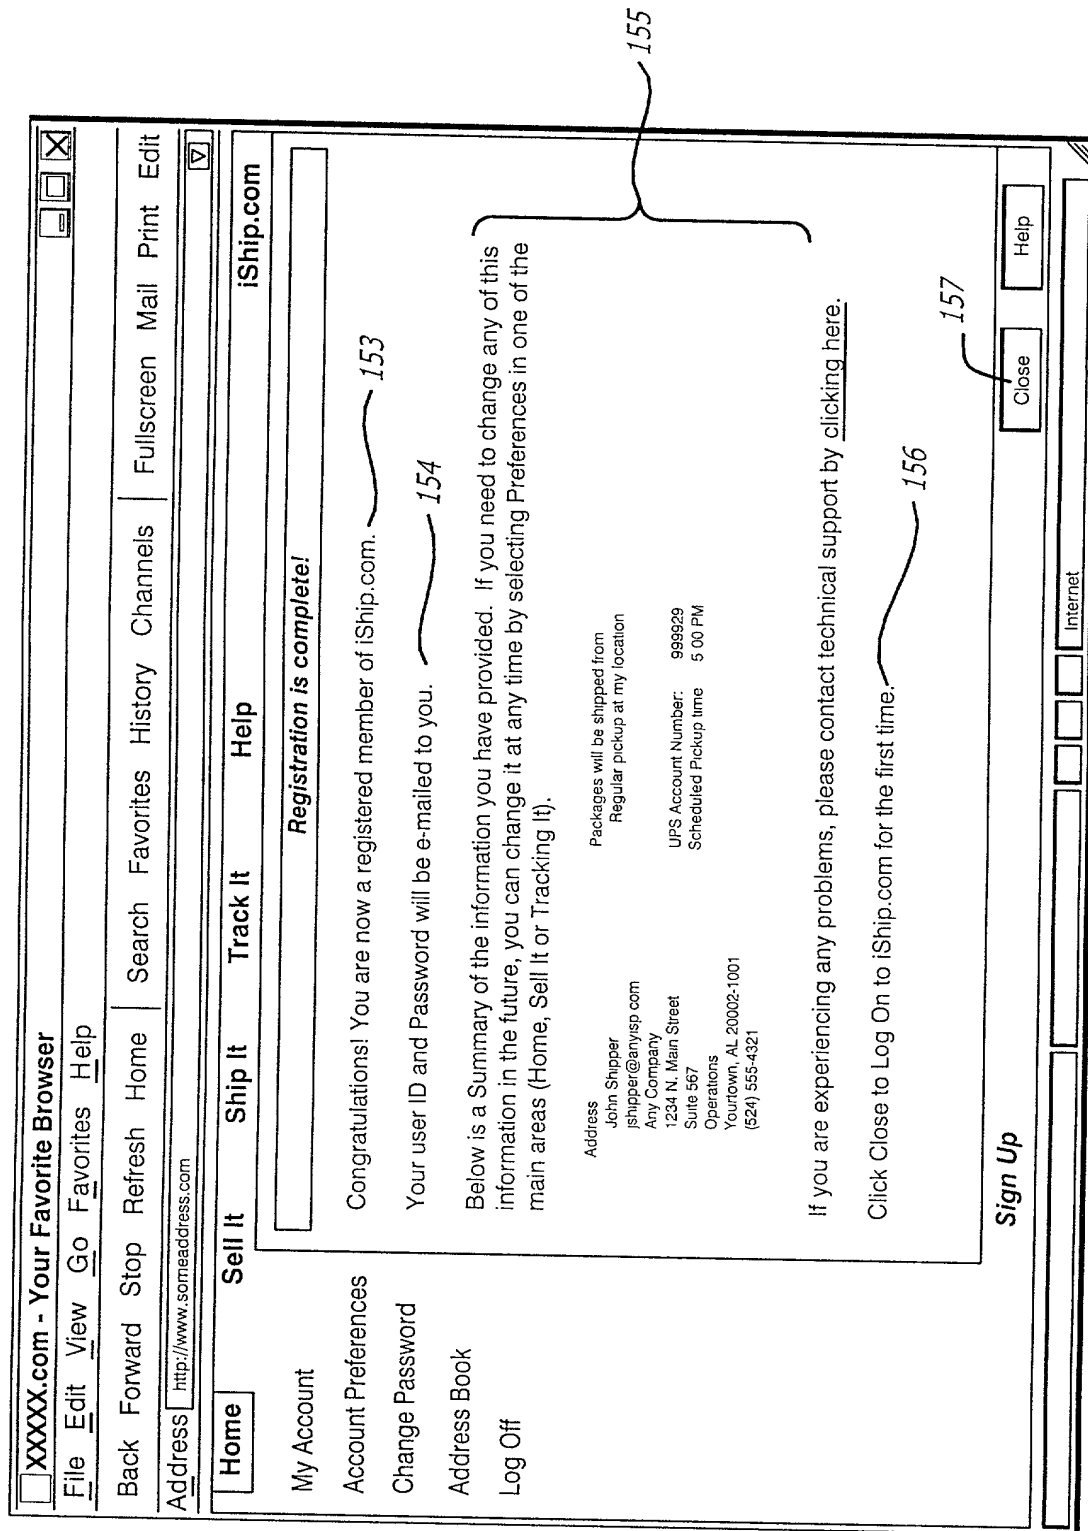 XXXXX.com - Your Favorite Browser
File Edit View Go Favorites Help
Back Forward Stop Refresh Home Search Favorites History Channels Fullscreen Mail Print Edit
Address http://www.someaddress.com
Home Sell It Ship It Track It Help iShip.com
My Account
Account Preferences
Change Password
Address Book
Log Off
Registration is complete!
Congratulations! You are now a registered member of iShip.com. 153
Your user ID and Password will be e-mailed to you. 154
Below is a Summary of the information you have provided. If you need to change any of this
information in the future, you can change it at any time by selecting Preferences in one of the
main areas (Home, Sell It or Tracking It).
155
Address
John Shipper
jshipper@anyisp com
Any Company
1234 N. Main Street
Suite 567
Operations
Yourtown, AL 20002-1001
(524) 555-4321
Packages will be shipped from
Regular pickup at my location
UPS Account Number: 999929
Scheduled Pickup time 5 00 PM
If you are experiencing any problems, please contact technical support by clicking here.
Click Close to Log On to iShip.com for the first time. 156
157
Sign Up Close Help
Internet